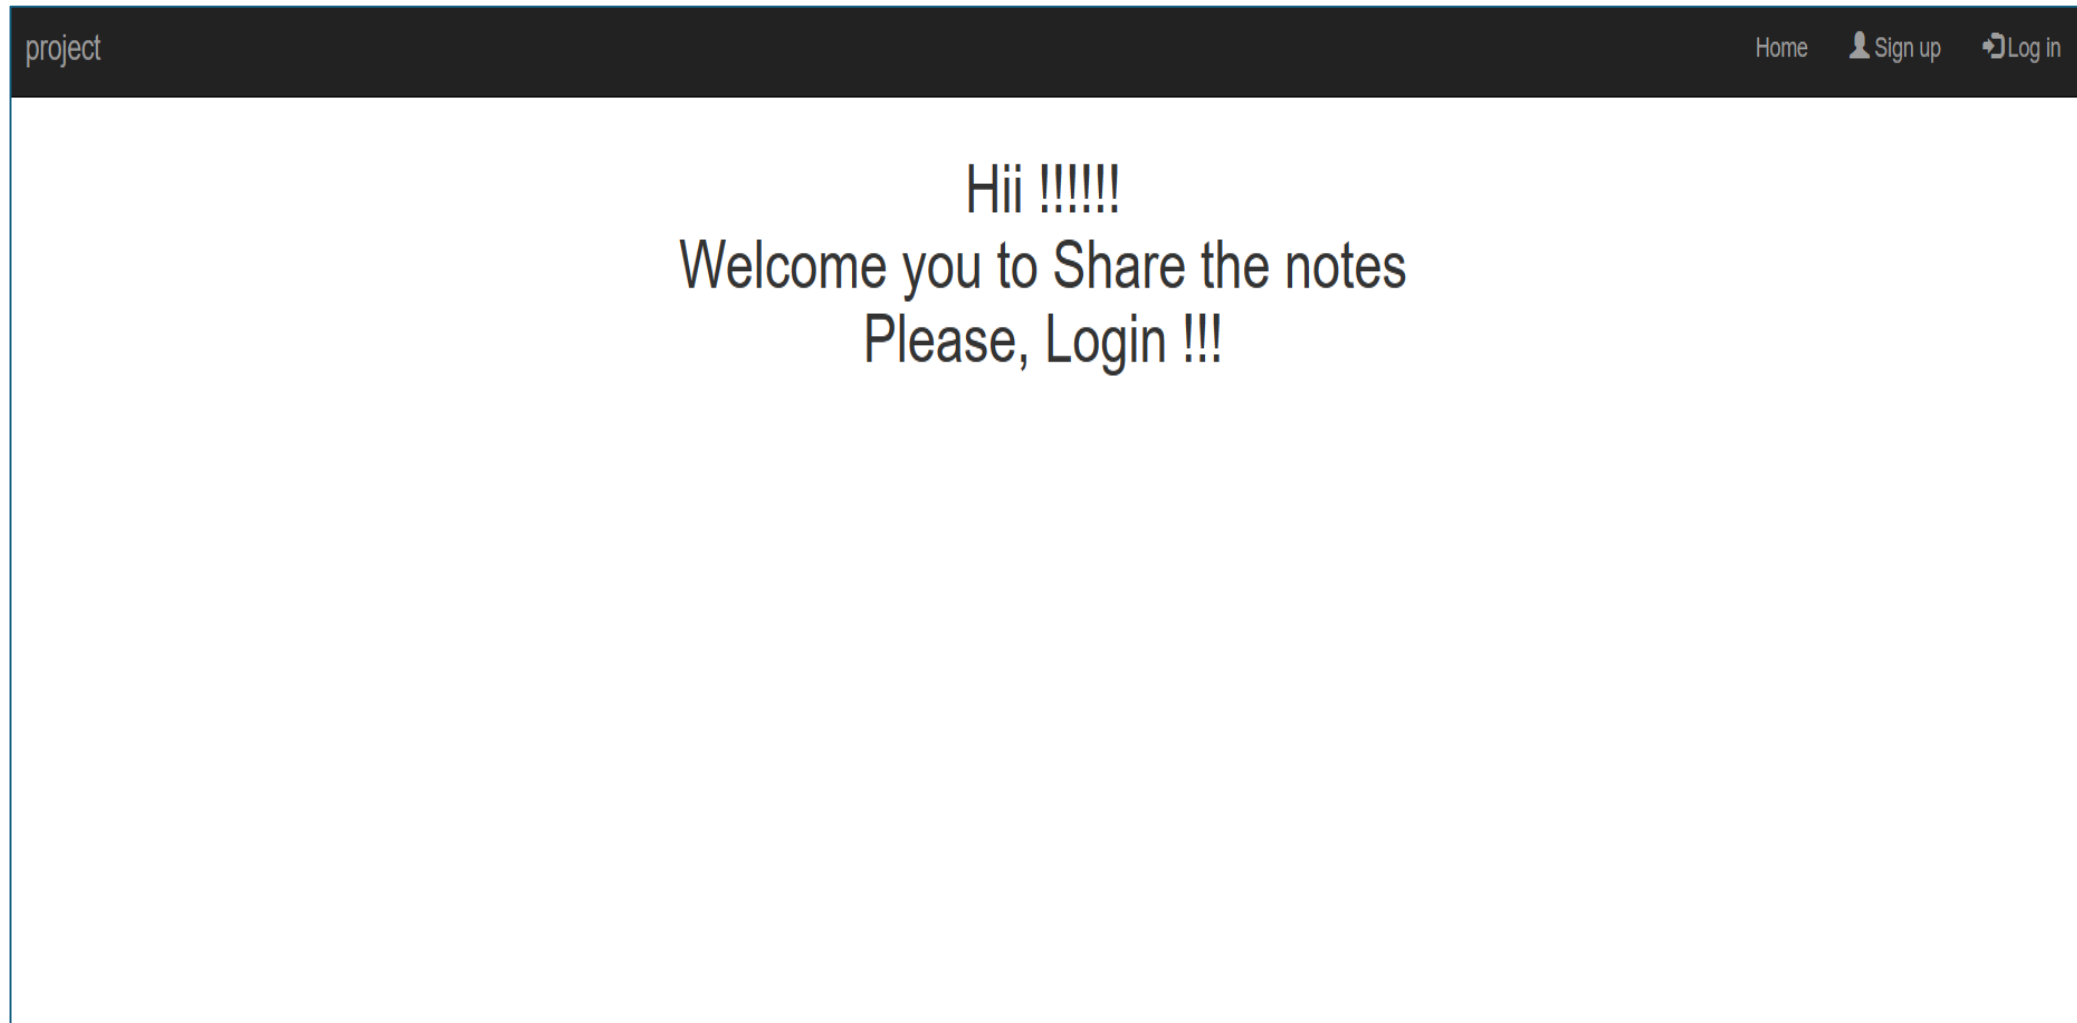 project Home Sign up Log in
Hii !!!!!!
Welcome you to Share the notes
Please, Login !!!